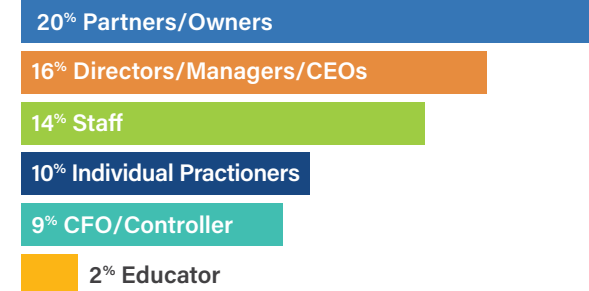 20% Partners/Owners
16% Directors/Managers/CEOs
14% Staff
10% Individual Practioners
9% CFO/Controller
2% Educator